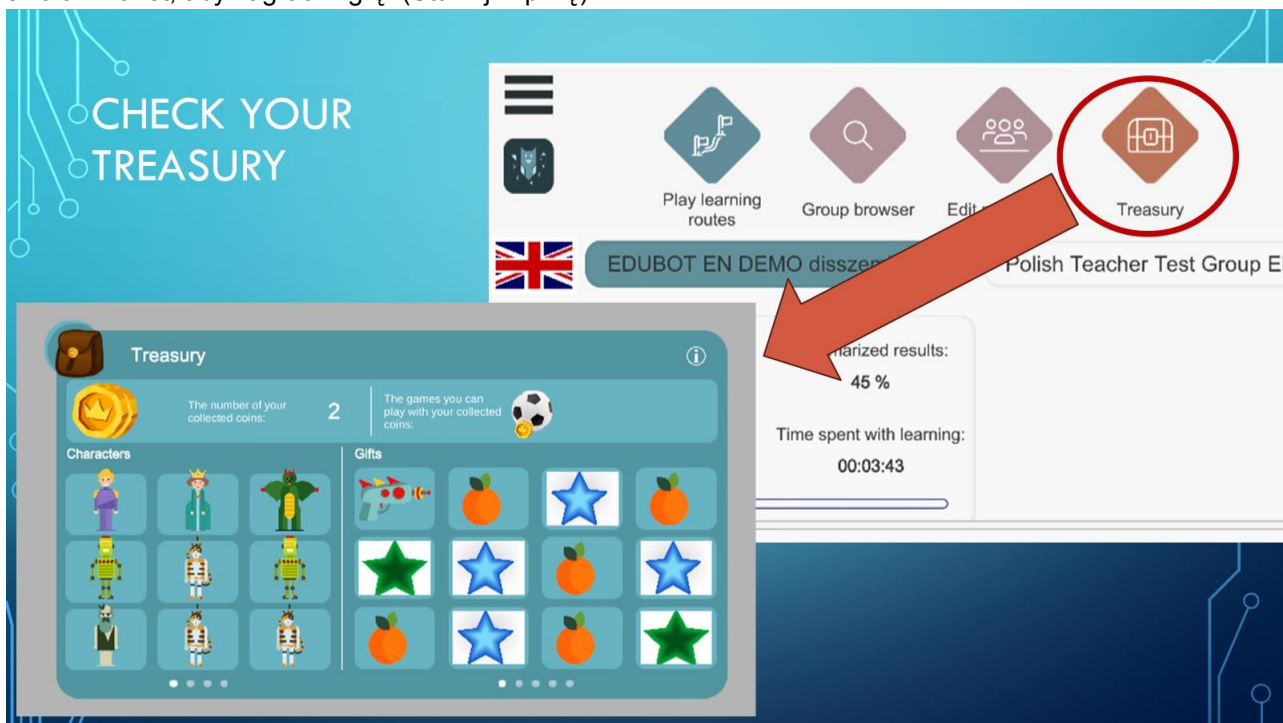 CHECK YOUR
TREASURY
Play learning
routes
Group browser
Treasury
EDUBOT EN DEMO
Polish Teacher Test Group
results:
45 %
Time spent with learning:
00:03:43
Treasury
The number of your
collected coins:
2
The games you can
play with your collected
coins:
Characters
Gifts